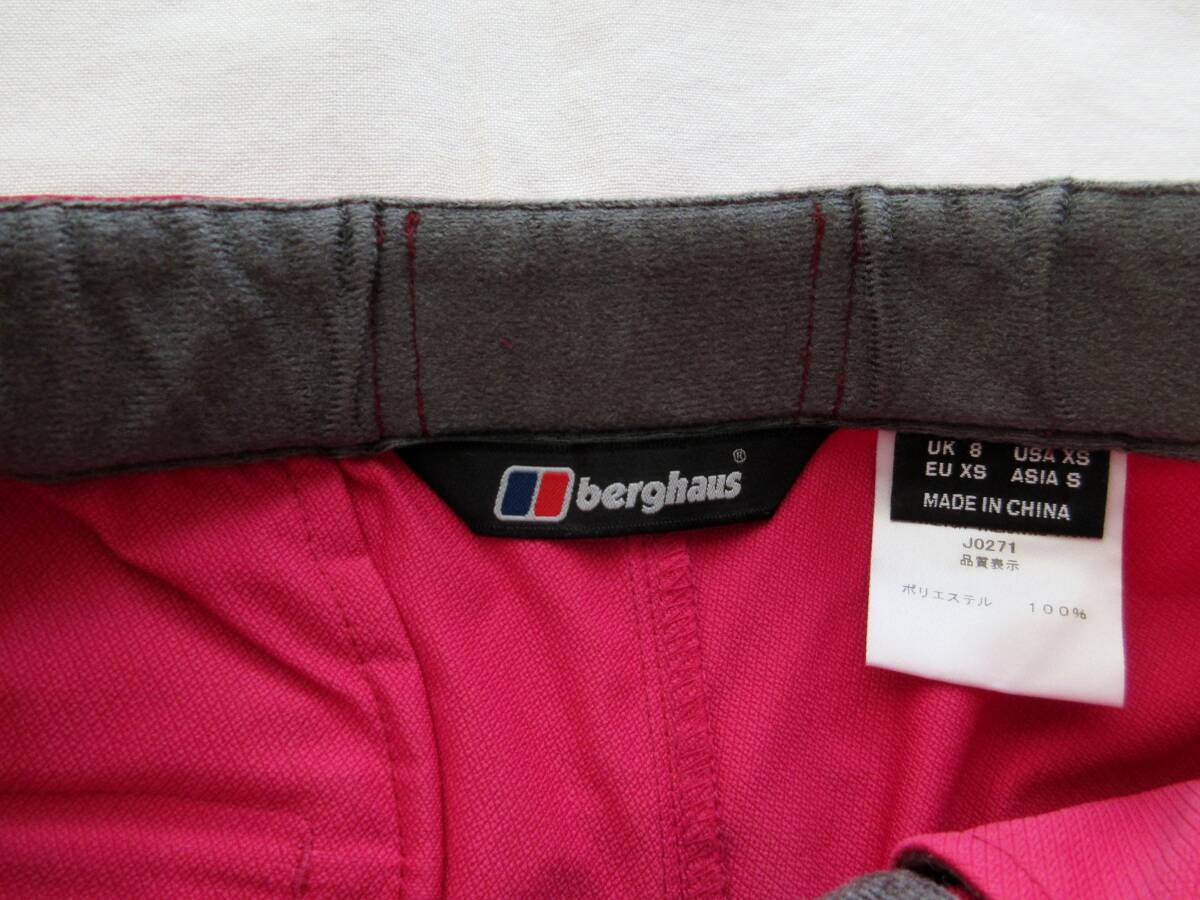 berghaus®
UK 8 USA XS
EU XS ASIA S
MADE IN CHINA
J0271
品質表示
ポリエステル 100%